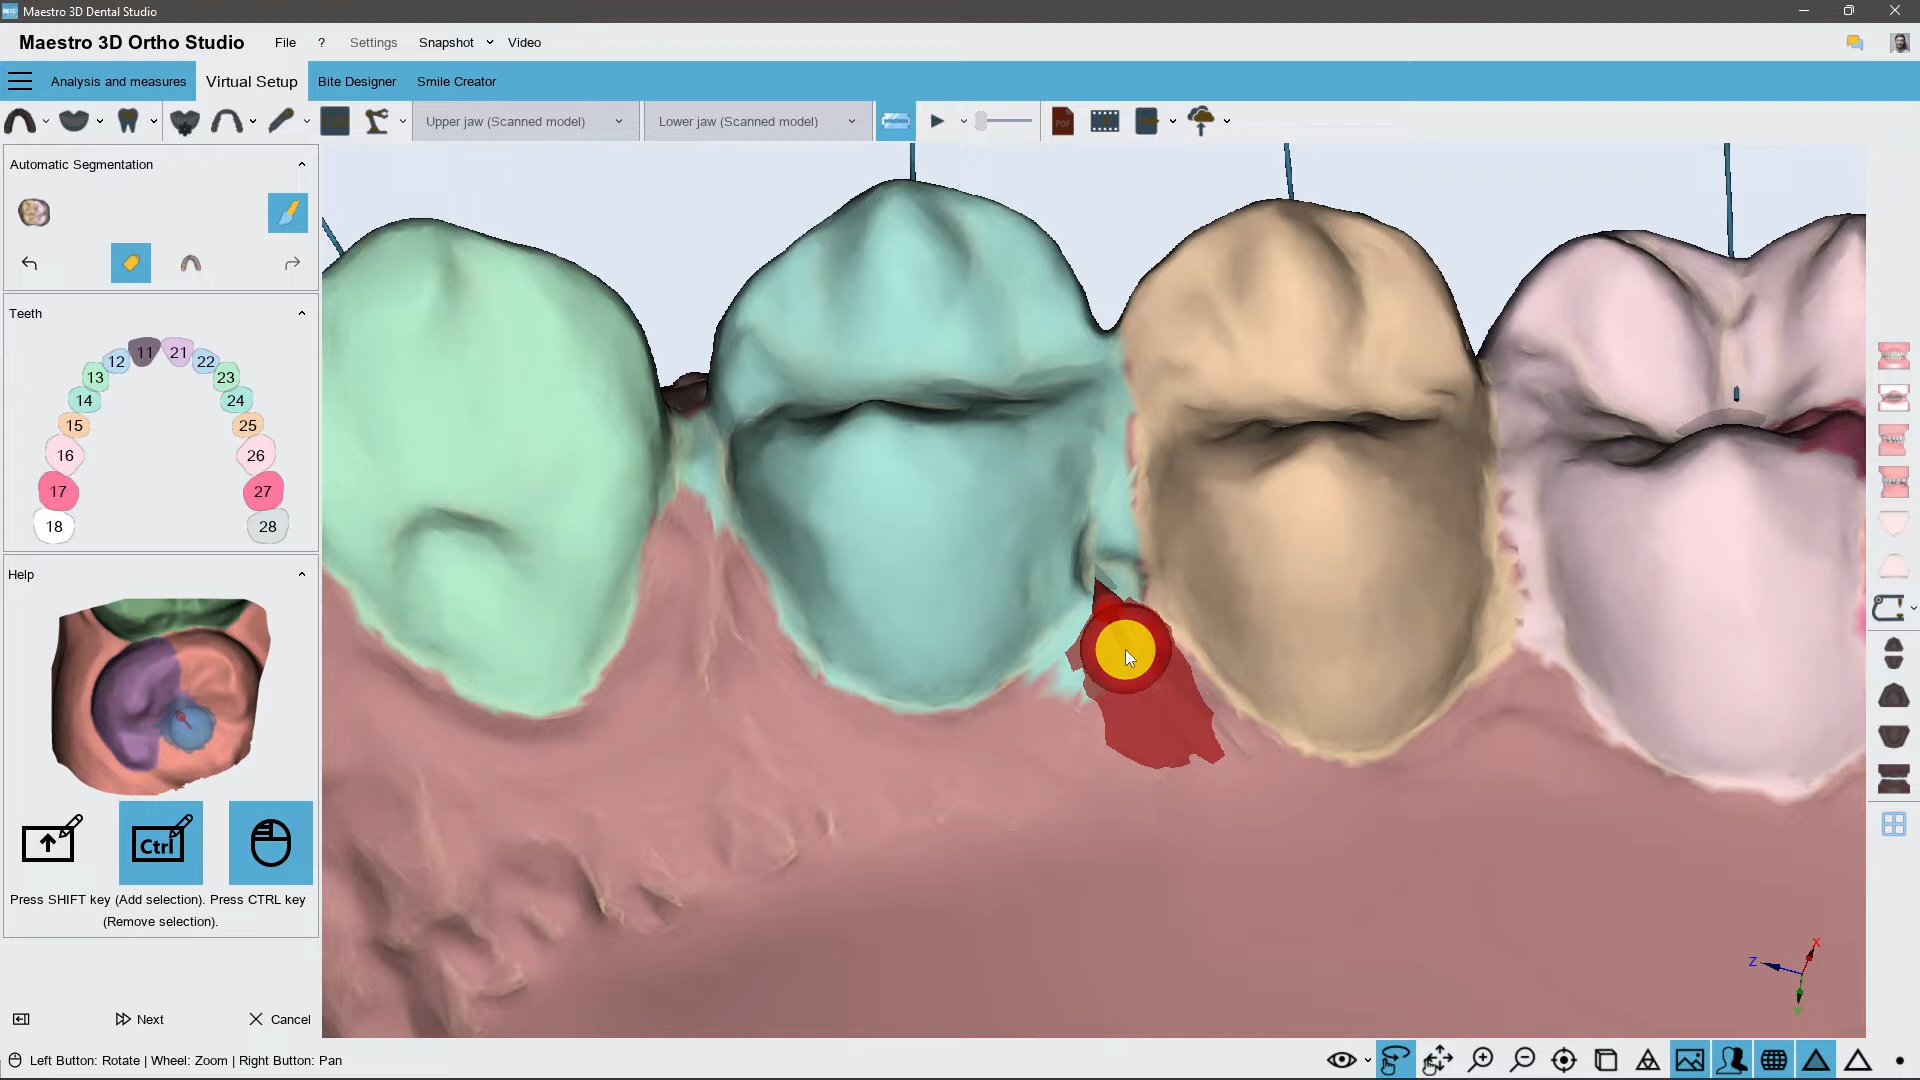 Maestro 3D Dental Studio
Maestro 3D Ortho Studio
File ? Settings Snapshot Video
Analysis and measures Virtual Setup Bite Designer Smile Creator
Upper jaw (Scanned model) Lower jaw (Scanned model)
PDF
Automatic Segmentation
Teeth
11 21
12 22
13 23
14 24
15 25
16 26
17 27
18 28
Help
Ctrl
Press SHIFT key (Add selection). Press CTRL key
(Remove selection).
X
Z
Y
Next Cancel
Left Button: Rotate | Wheel: Zoom | Right Button: Pan